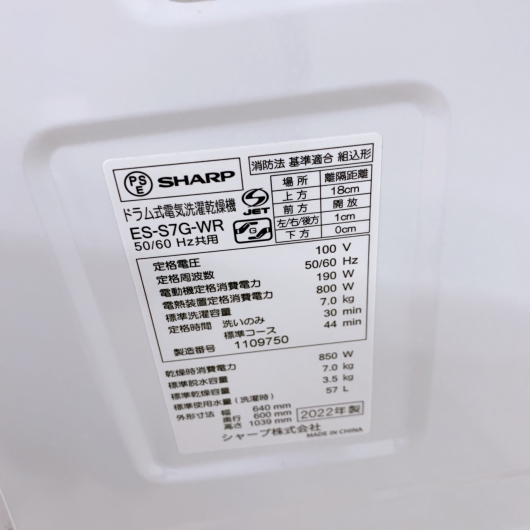 PSE SHARP
ドラム式電気洗濯乾燥機
ES-S7G-WR
50/60 Hz共用
S JET
消防法 基準適合 組込形
場所 離隔距離
上方 18cm
前方 開放
左/右/後方 1cm
下方 0cm
定格電圧 100 V
定格周波数 50/60 Hz
電動機定格消費電力 190 W
電熱装置定格消費電力 800 W
標準洗濯容量 7.0 kg
定格時間 洗いのみ 30 min
標準コース 44 min
製造番号 1109750
乾燥時消費電力 850 W
標準脱水容量 7.0 kg
標準乾燥容量 3.5 kg
標準使用水量(洗濯時) 57 L
外形寸法 幅 640 mm
奥行 600 mm
高さ 1039 mm
2022年製
シャープ株式会社 MADE IN CHINA